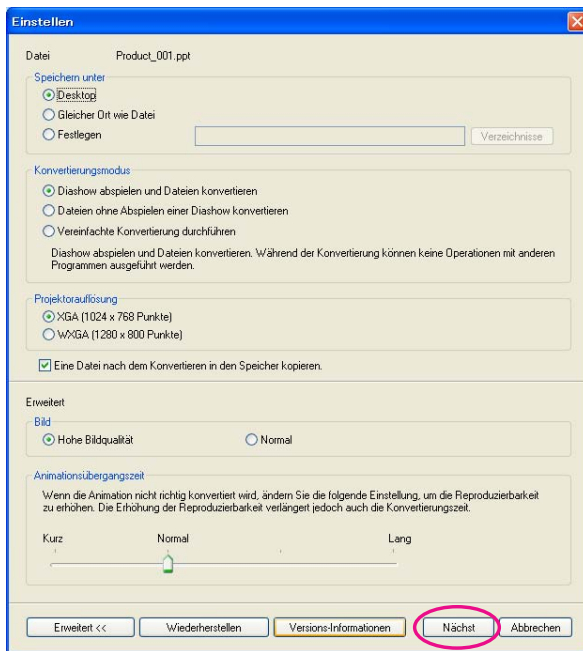 Einstellen
Datei Product_001.ppt
Speichern unter
Desktop
Gleicher Ort wie Datei
Festlegen Verzeichnisse
Konvertierungsmodus
Diashow abspielen und Dateien konvertieren
Dateien ohne Abspielen einer Diashow konvertieren
Vereinfachte Konvertierung durchführen
Diashow abspielen und Dateien konvertieren. Während der Konvertierung können keine Operationen mit anderen
Programmen ausgeführt werden.
Projektorauflösung
XGA (1024 x 768 Punkte)
WXGA (1280 x 800 Punkte)
Eine Datei nach dem Konvertieren in den Speicher kopieren.
Erweitert
Bild
Hohe Bildqualität Normal
Animationsübergangszeit
Wenn die Animation nicht richtig konvertiert wird, ändern Sie die folgende Einstellung, um die Reproduzierbarkeit
zu erhöhen. Die Erhöhung der Reproduzierbarkeit verlängert jedoch auch die Konvertierungszeit.
Kurz Normal Lang
Erweitert << Wiederherstellen Versions-Informationen Nächst Abbrechen